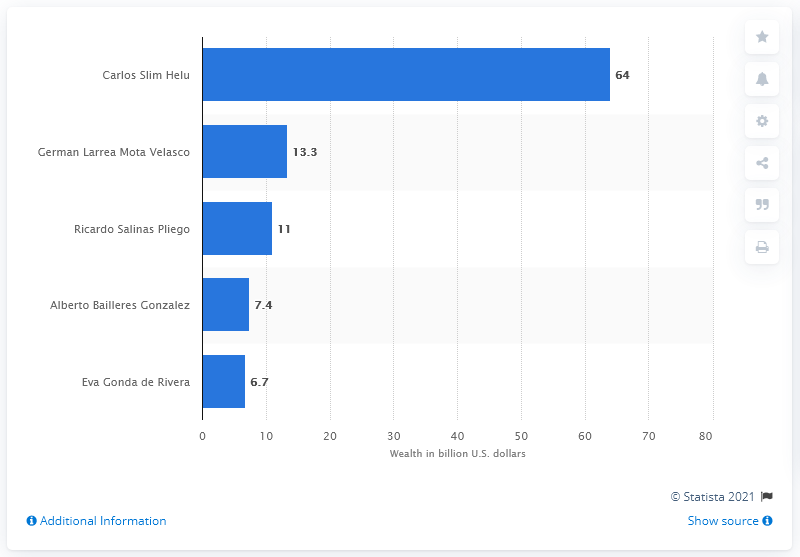 Carlos Slim Helu 64
German Larrea Mota Velasco 13.3
Ricardo Salinas Pliego 11
Alberto Bailleres Gonzalez 7.4
Eva Gonda de Rivera 6.7
0 10 20 30 40 50 60 70 80
Wealth in billion U.S. dollars
© Statista 2021
Additional Information Show source